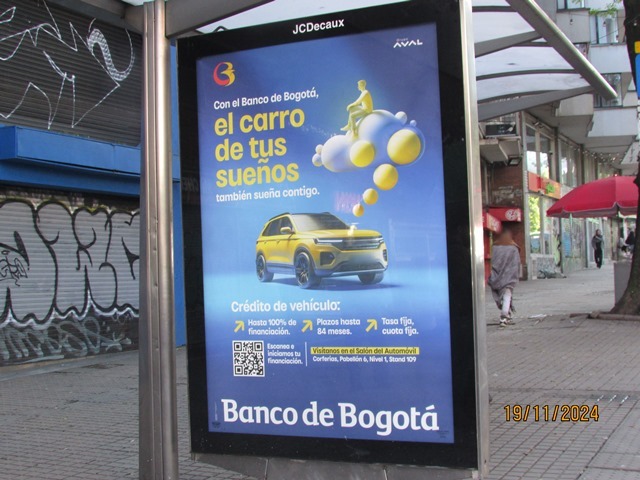 JCDecaux
Grupo
AVAL
Con el Banco de Bogotá,
el carro
de tus
sueños
también sueña contigo.
Crédito de vehículo:
Hasta 100% de
financiación.
Plazos hasta
84 meses.
Tasa fija,
cuota fija.
Escanea e
iniciemos tu
financiación.
Visítanos en el Salón del Automóvil
Corferias, Pabellón 6, Nivel 1, Stand 109
Banco de Bogotá
19/11/2024